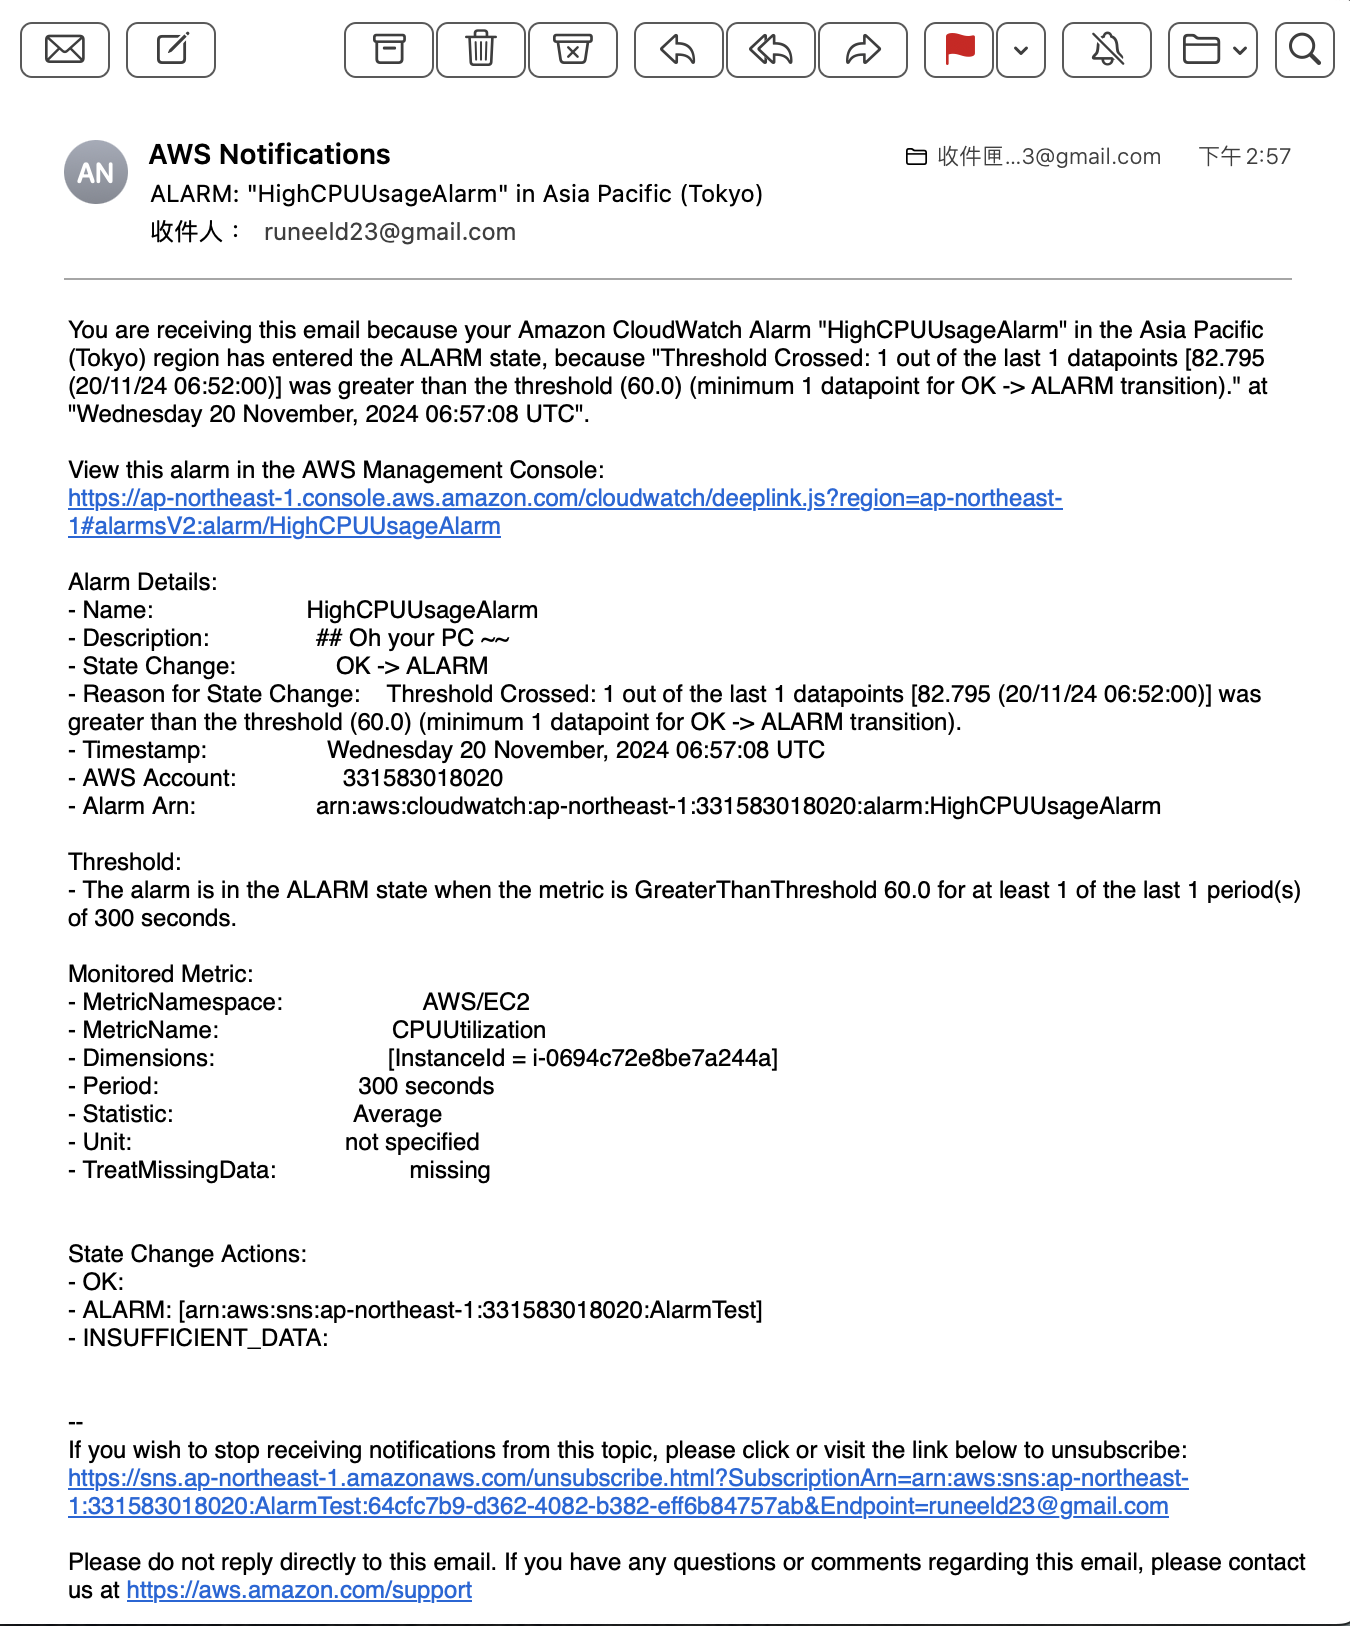 AN
AWS Notifications
收件匣...3@gmail.com 下午2:57
ALARM: "HighCPUUsageAlarm" in Asia Pacific (Tokyo)
收件人： runeeld23@gmail.com
You are receiving this email because your Amazon CloudWatch Alarm "HighCPUUsageAlarm" in the Asia Pacific
(Tokyo) region has entered the ALARM state, because "Threshold Crossed: 1 out of the last 1 datapoints [82.795
(20/11/24 06:52:00)] was greater than the threshold (60.0) (minimum 1 datapoint for OK -> ALARM transition)." at
"Wednesday 20 November, 2024 06:57:08 UTC".
View this alarm in the AWS Management Console:
https://ap-northeast-1.console.aws.amazon.com/cloudwatch/deeplink.js?region=ap-northeast-
1#alarmsV2:alarm/HighCPUUsageAlarm
Alarm Details:
- Name: HighCPUUsageAlarm
- Description: ## Oh your PC ~~
- State Change: OK -> ALARM
- Reason for State Change: Threshold Crossed: 1 out of the last 1 datapoints [82.795 (20/11/24 06:52:00)] was
greater than the threshold (60.0) (minimum 1 datapoint for OK -> ALARM transition).
- Timestamp: Wednesday 20 November, 2024 06:57:08 UTC
- AWS Account: 331583018020
- Alarm Arn: arn:aws:cloudwatch:ap-northeast-1:331583018020:alarm:HighCPUUsageAlarm
Threshold:
- The alarm is in the ALARM state when the metric is GreaterThanThreshold 60.0 for at least 1 of the last 1 period(s)
of 300 seconds.
Monitored Metric:
- MetricNamespace: AWS/EC2
- MetricName: CPUUtilization
- Dimensions: [InstanceId = i-0694c72e8be7a244a]
- Period: 300 seconds
- Statistic: Average
- Unit: not specified
- TreatMissingData: missing
State Change Actions:
- OK:
- ALARM: [arn:aws:sns:ap-northeast-1:331583018020:AlarmTest]
- INSUFFICIENT_DATA:
--
If you wish to stop receiving notifications from this topic, please click or visit the link below to unsubscribe:
https://sns.ap-northeast-1.amazonaws.com/unsubscribe.html?SubscriptionArn=arn:aws:sns:ap-northeast-
1:331583018020:AlarmTest:64cfc7b9-d362-4082-b382-eff6b84757ab&Endpoint=runeeld23@gmail.com
Please do not reply directly to this email. If you have any questions or comments regarding this email, please contact
us at https://aws.amazon.com/support